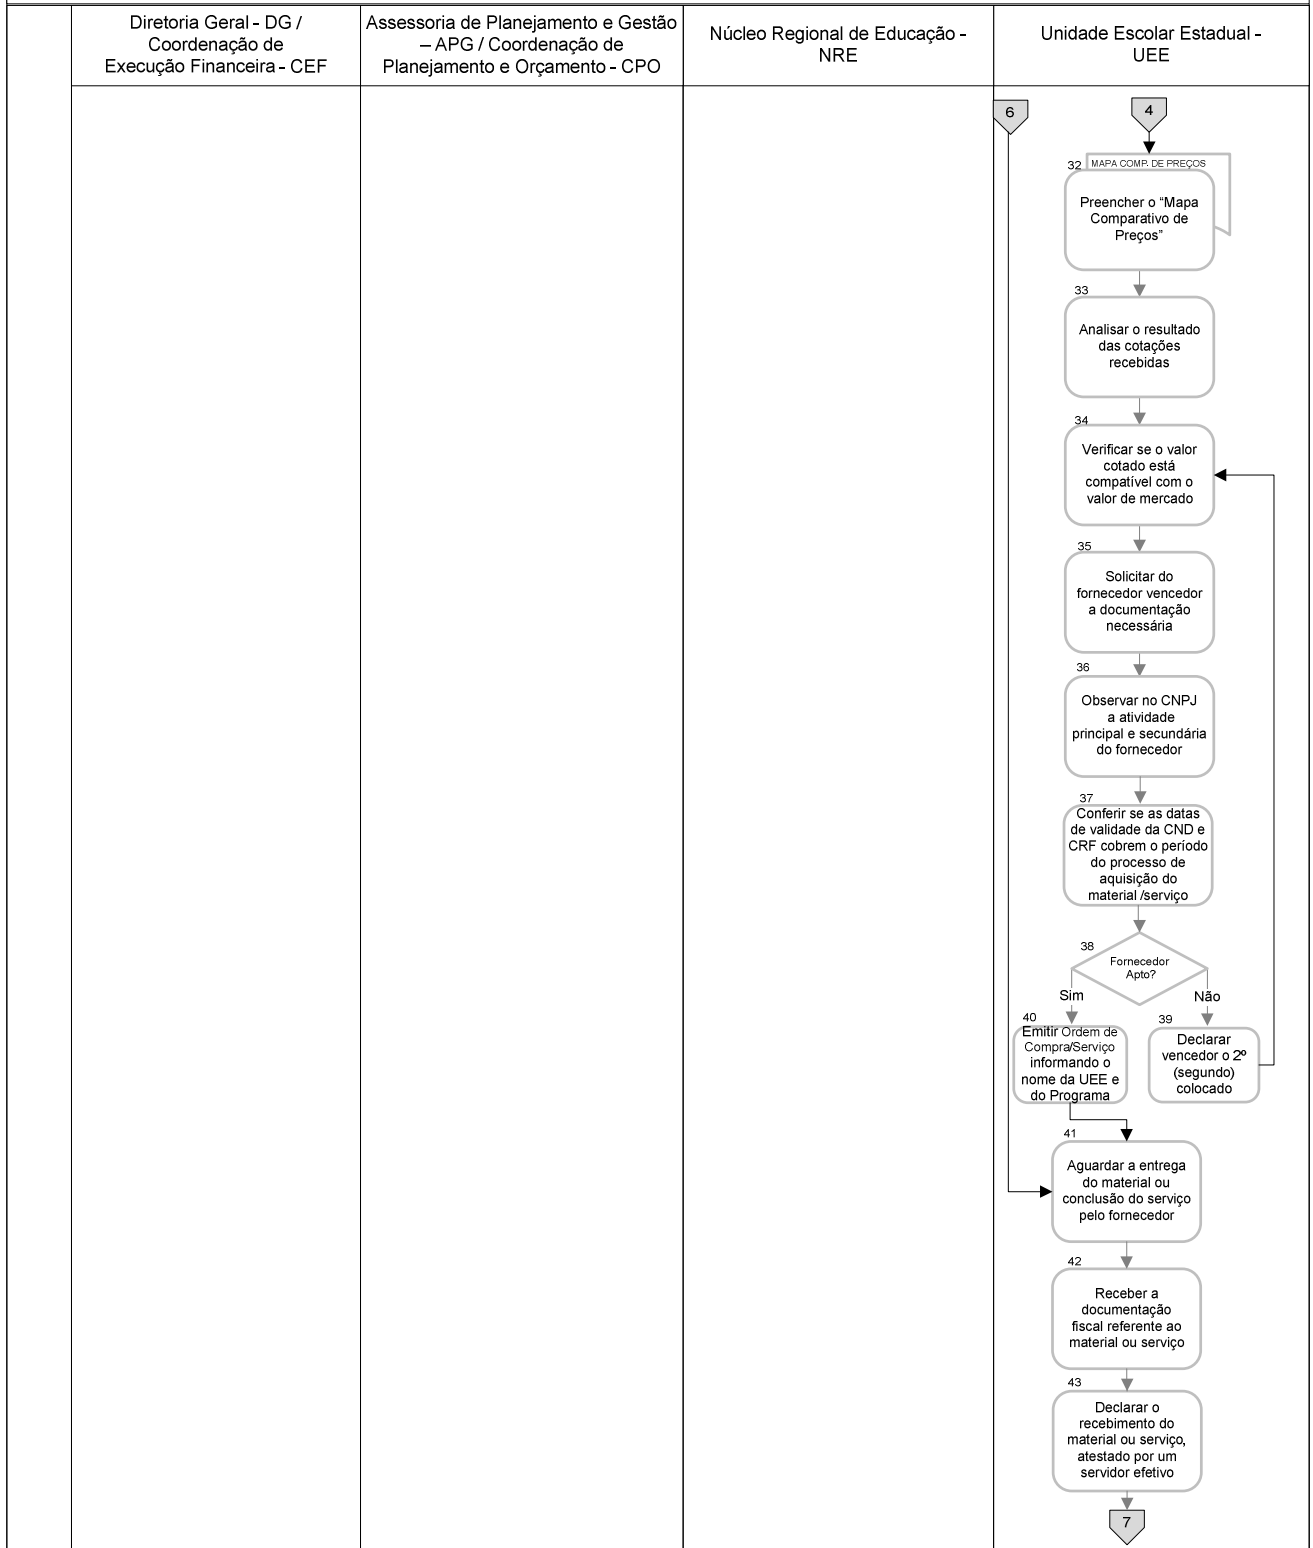 Diretoria Geral - DG /
Coordenação de
Execução Financeira - CEF
Assessoria de Planejamento e Gestão
– APG / Coordenação de
Planejamento e Orçamento - CPO
Núcleo Regional de Educação -
NRE
Unidade Escolar Estadual -
UEE
6
4
MAPA COMP. DE PREÇOS
32
Preencher o “Mapa
Comparativo de
Preços”
33
Analisar o resultado
das cotações
recebidas
34
Verificar se o valor
cotado está
compatível com o
valor de mercado
35
Solicitar do
fornecedor vencedor
a documentação
necessária
36
Observar no CNPJ
a atividade
principal e secundária
do fornecedor
37
Conferir se as datas
de validade da CND e
CRF cobrem o período
do processo de
aquisição do
material /serviço
38
Fornecedor
Apto?
Sim
Não
40
Emitir Ordem de
Compra/Serviço
informando o
nome da UEE e
do Programa
39
Declarar
vencedor o 2º
(segundo)
colocado
41
Aguardar a entrega
do material ou
conclusão do serviço
pelo fornecedor
42
Receber a
documentação
fiscal referente ao
material ou serviço
43
Declarar o
recebimento do
material ou serviço,
atestado por um
servidor efetivo
7